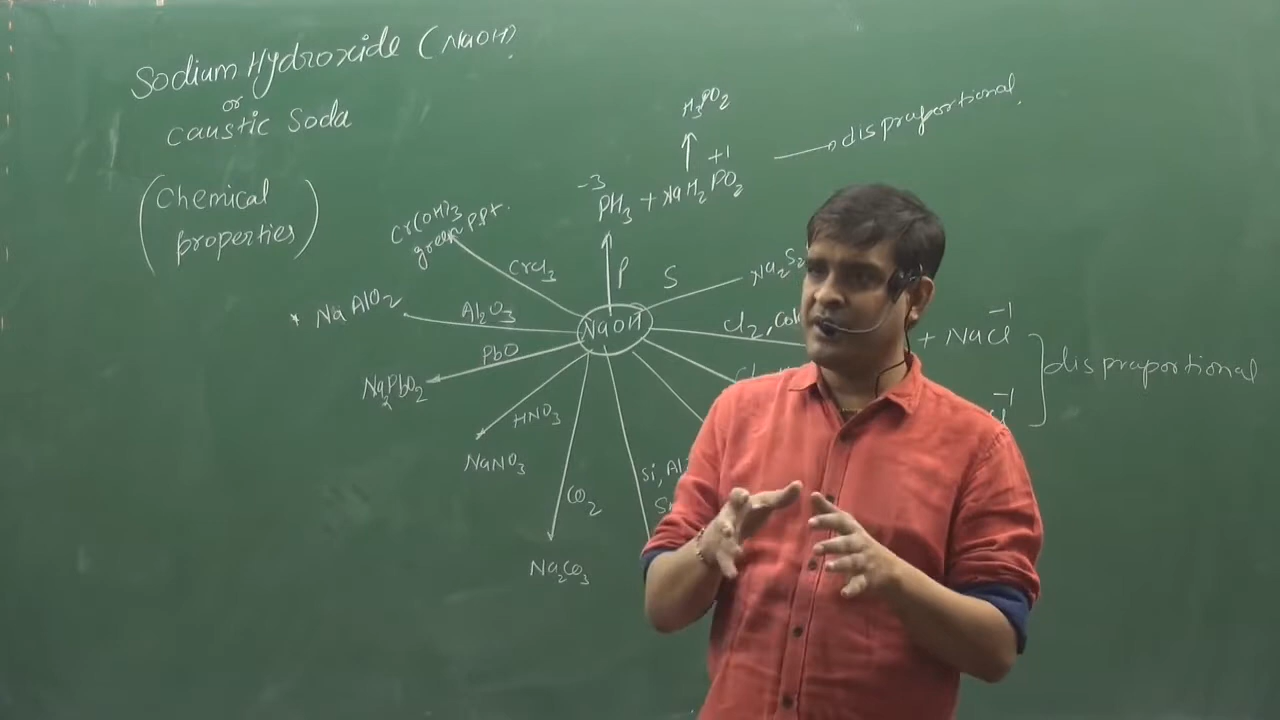 Sodium Hydroxide (NaOH)
or
Caustic Soda
(Chemical
properties)
H3PO2
+1
disproportional
-3
PH3 + NaH2PO2
Cr(OH)3
green ppt.
CrCl3
P
S
Na2S2
NaAlO2
Al2O3
NaOH
Cl2,
+ NaCl
-1
disproportional
PbO
Na2PbO2
-1
HNO3
NaNO3
Si, Al
CO2
Na2CO3